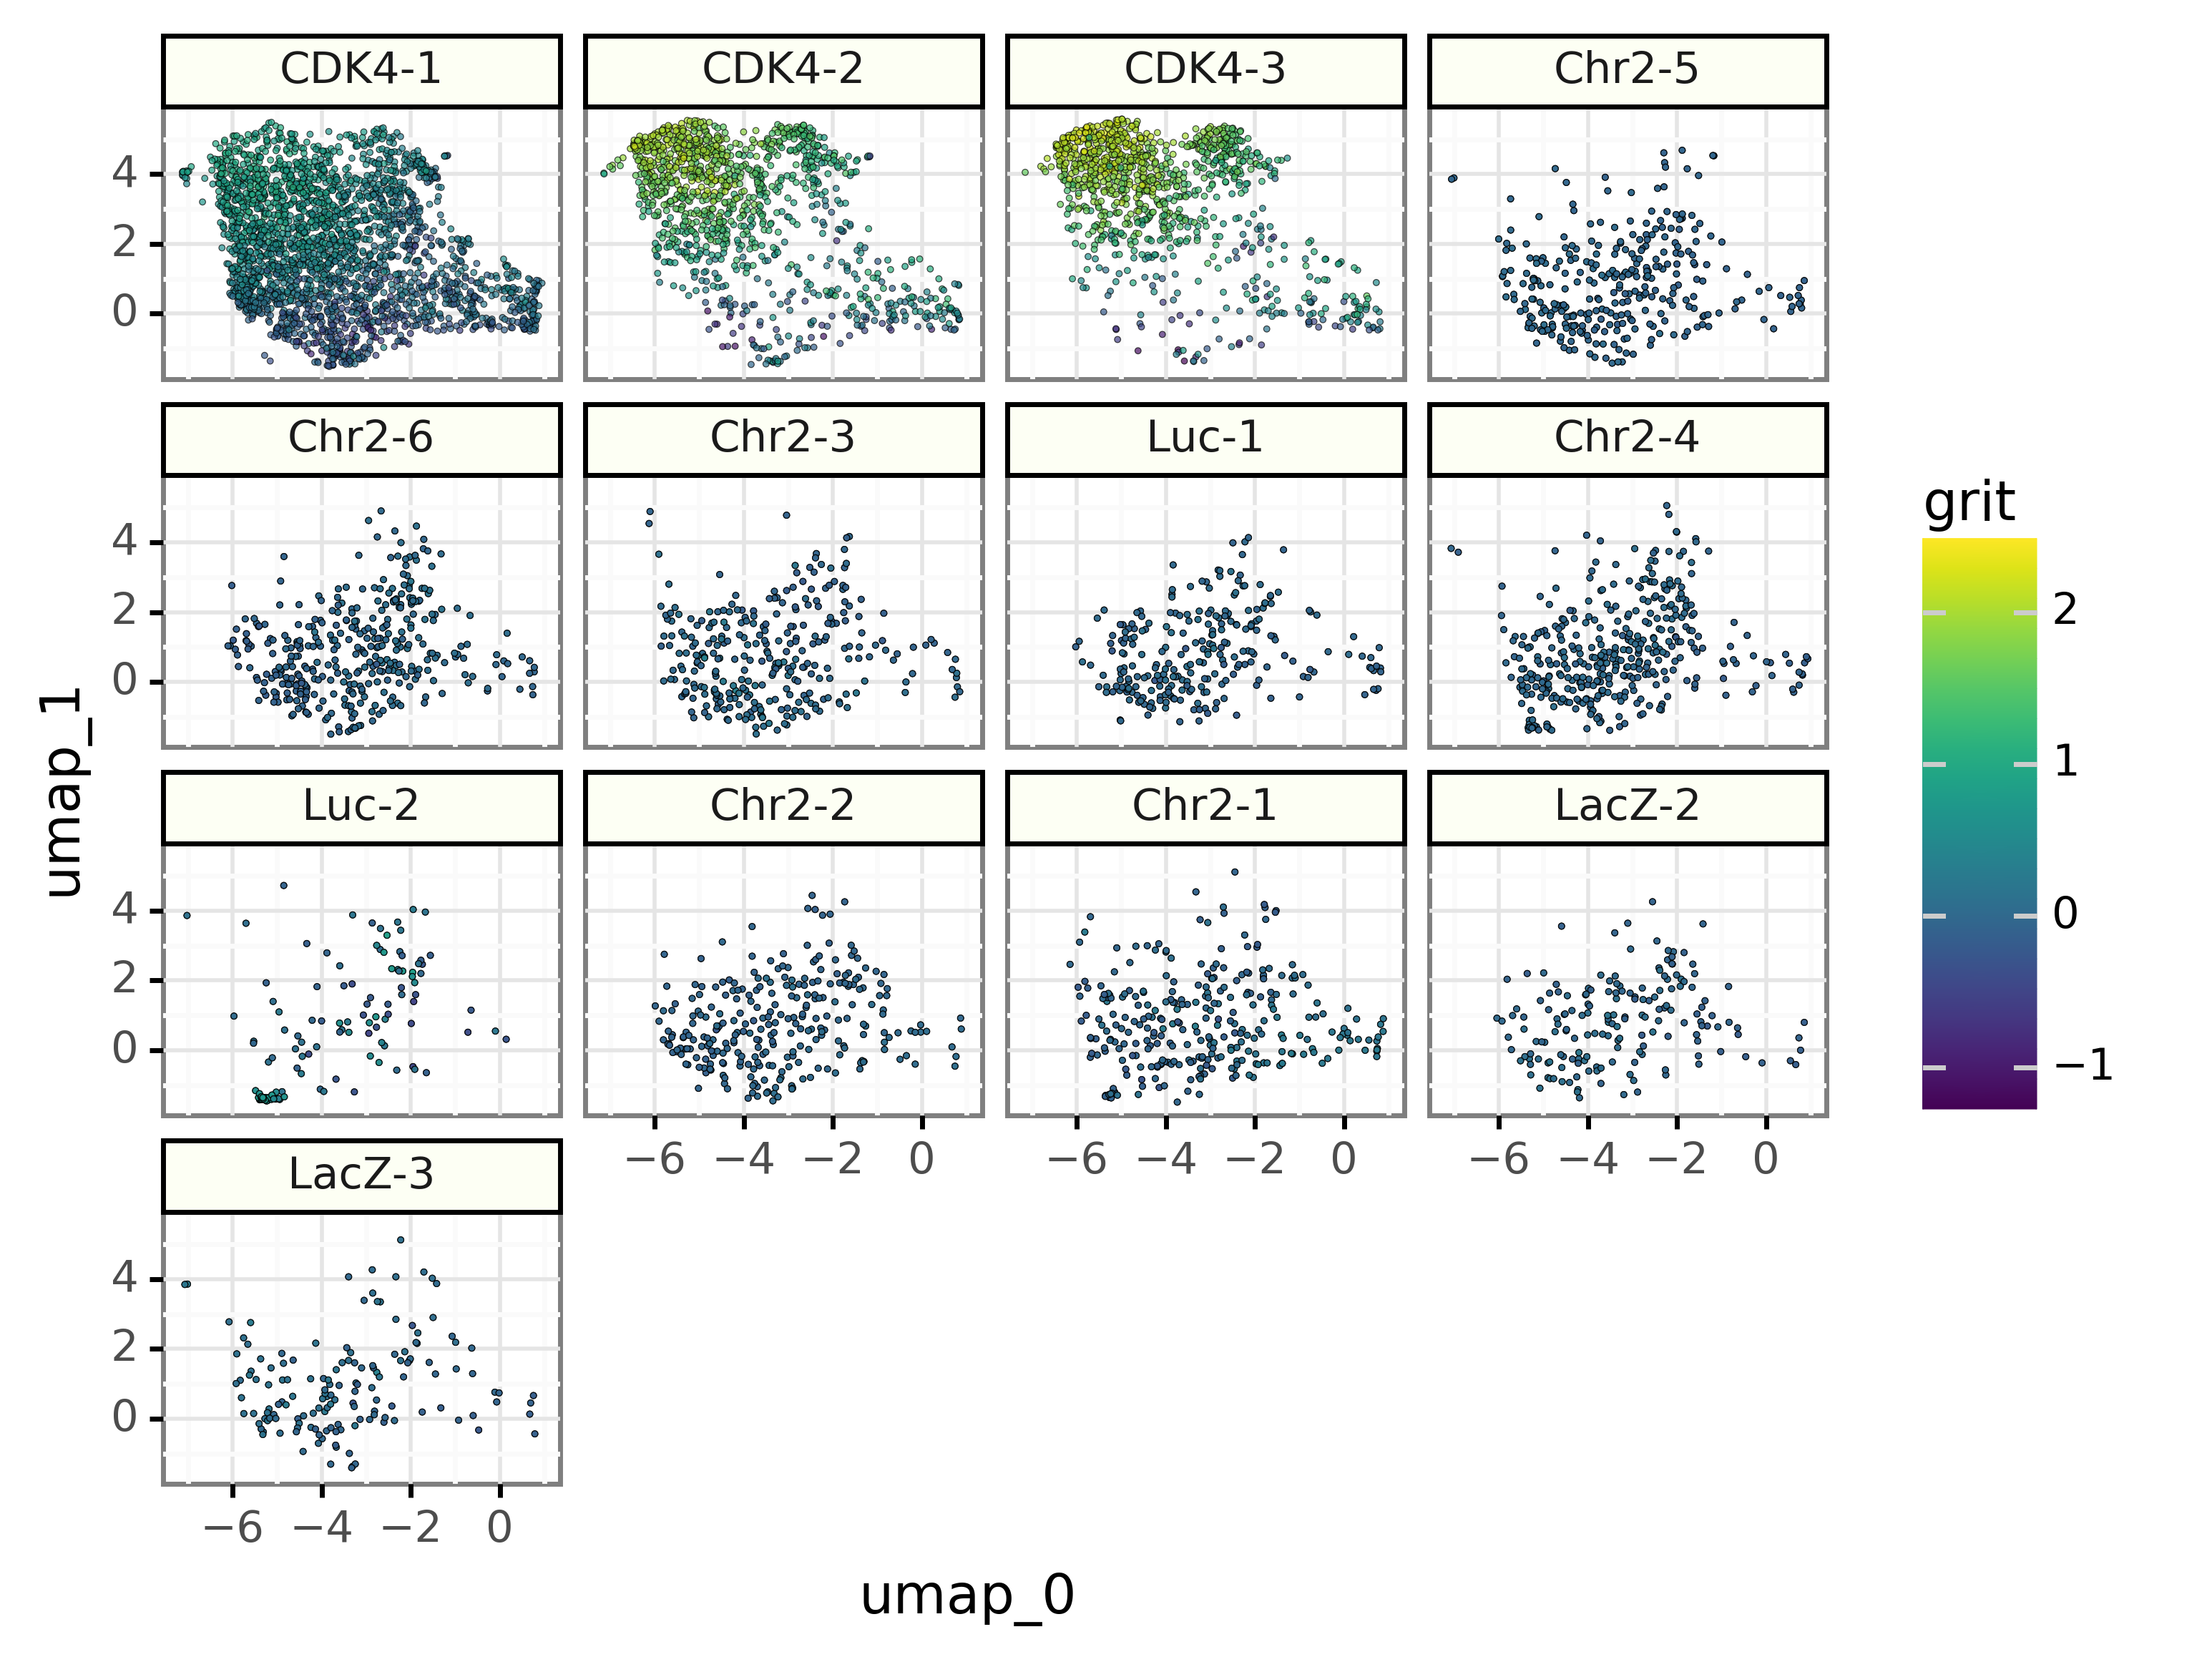 CDK4-1 CDK4-2 CDK4-3 Chr2-5
4
2
0
Chr2-6 Chr2-3 Luc-1 Chr2-4
4
2
0
grit
2
1
0
−1
umap_1
Luc-2 Chr2-2 Chr2-1 LacZ-2
4
2
0
−6 −4 −2 0 −6 −4 −2 0 −6 −4 −2 0
LacZ-3
4
2
0
−6 −4 −2 0
umap_0